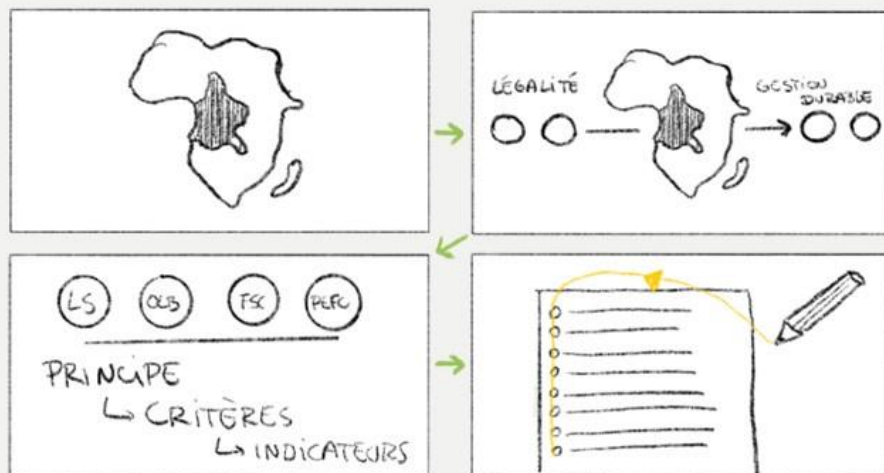 LÉGALITÉ
GESTION
DURABLE
LS
OLB
FSC
PEFC
PRINCIPE
CRITÈRES
INDICATEURS